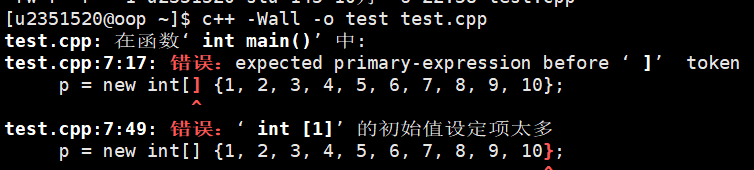 [u2351520@oop ~]$ c++ -Wall -o test test.cpp
test.cpp: 在函数‘ int main()’ 中:
test.cpp:7:17: 错误：expected primary-expression before ‘ ]’ token
p = new int[] {1, 2, 3, 4, 5, 6, 7, 8, 9, 10};
^
test.cpp:7:49: 错误：‘ int [1]’ 的初始值设定项太多
p = new int[] {1, 2, 3, 4, 5, 6, 7, 8, 9, 10};
^